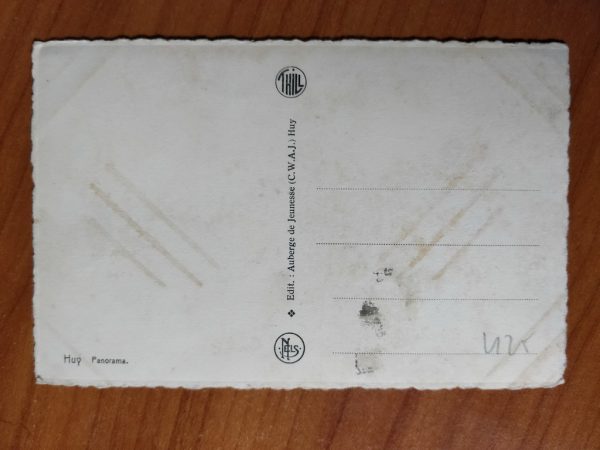 THILL
Edit. : Auberge de Jeunesse (C.W.A.J.) Huy
NELS
Huy Panorama.